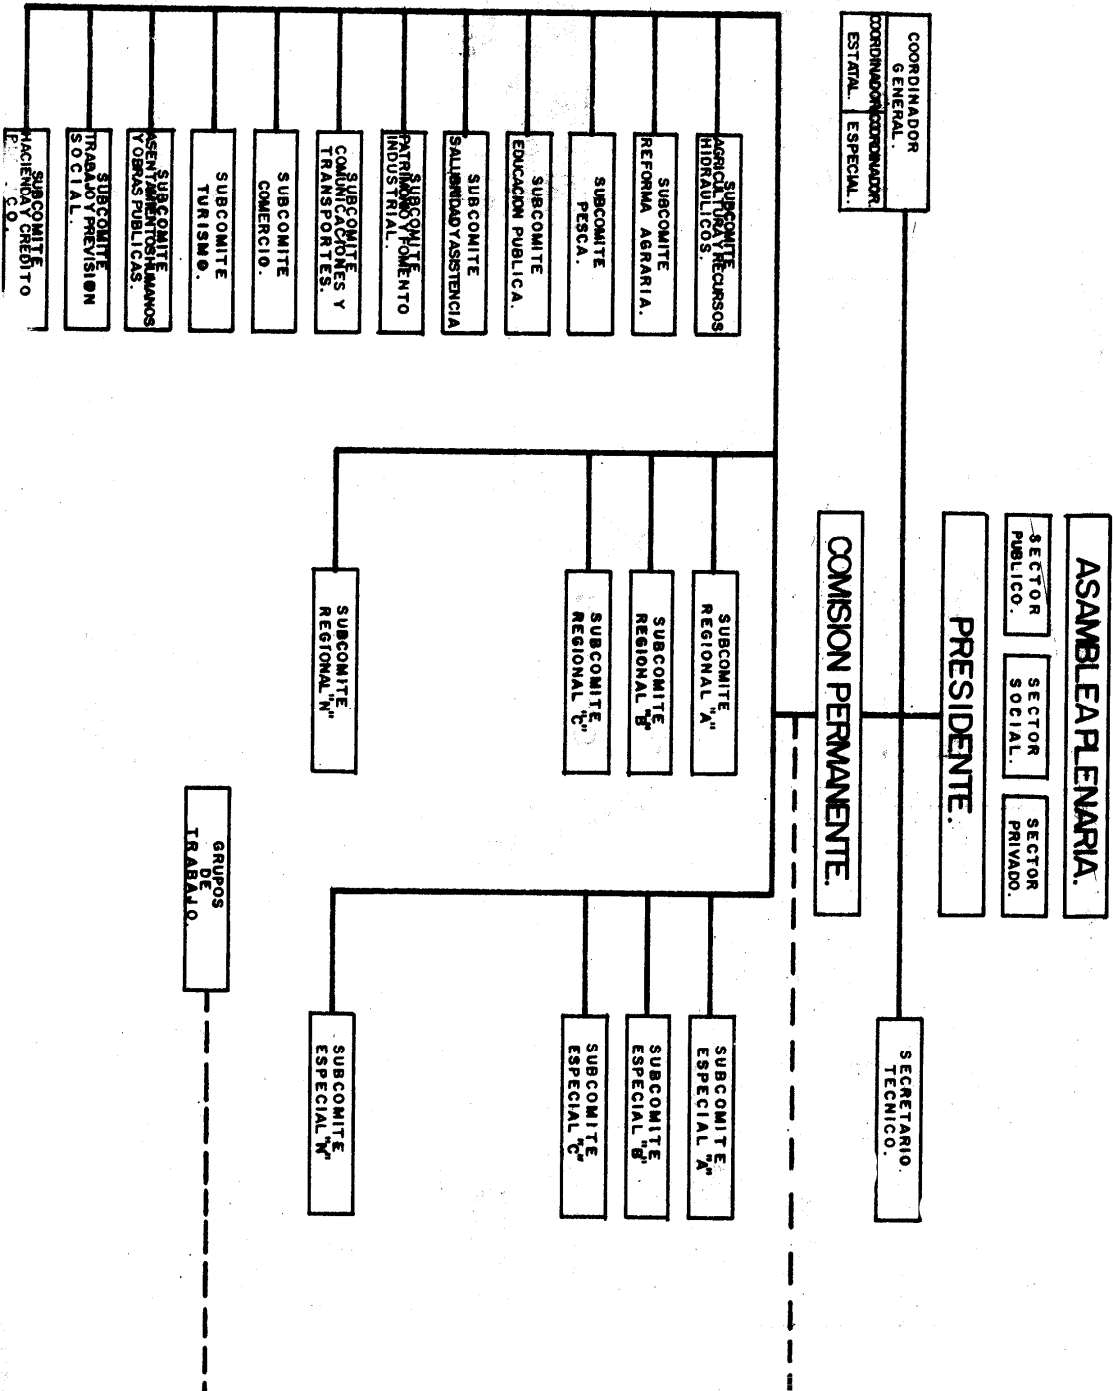 ASAMBLEA PLENARIA.
SECTOR
PUBLICO.
SECTOR
SOCIAL.
SECTOR
PRIVADO.
PRESIDENTE.
COORDINADOR
GENERAL.
COORDINADOR
ESTATAL.
COORDINADOR
ESPECIAL.
SECRETARIO
TECNICO.
COMISION PERMANENTE.
SUBCOMITE
AGRICULTURA Y RECURSOS
HIDRAULICOS.
SUBCOMITE
REFORMA AGRARIA.
SUBCOMITE
PESCA.
SUBCOMITE
EDUCACION PUBLICA.
SUBCOMITE
SALUBRIDAD Y ASISTENCIA
SUBCOMITE
PATRIMONIO Y FOMENTO
INDUSTRIAL.
SUBCOMITE
COMUNICACIONES Y
TRANSPORTES.
SUBCOMITE
COMERCIO.
SUBCOMITE
TURISMO.
SUBCOMITE
ASENTAMIENTOS HUMANOS
Y OBRAS PUBLICAS.
SUBCOMITE
TRABAJO Y PREVISION
SOCIAL.
SUBCOMITE
HACIENDA Y CREDITO
P. CO.
SUBCOMITE
REGIONAL "A"
SUBCOMITE
REGIONAL "B"
SUBCOMITE
REGIONAL "C"
SUBCOMITE
REGIONAL "N"
SUBCOMITE
ESPECIAL "A"
SUBCOMITE
ESPECIAL "B"
SUBCOMITE
ESPECIAL "C"
SUBCOMITE
ESPECIAL "N"
GRUPOS
DE
TRABAJO.